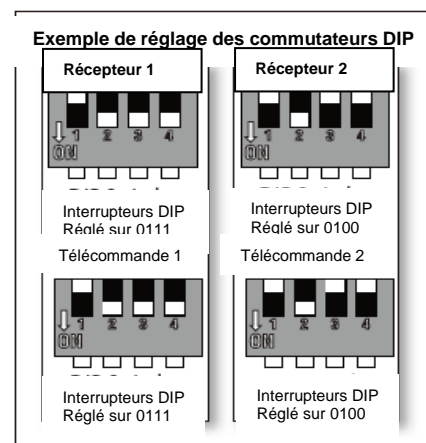 Exemple de réglage des commutateurs DIP
Récepteur 1
1 2 3 4
ON
Interrupteurs DIP
Réglé sur 0111
Récepteur 2
1 2 3 4
ON
Interrupteurs DIP
Réglé sur 0100
Télécommande 1
1 2 3 4
ON
Interrupteurs DIP
Réglé sur 0111
Télécommande 2
1 2 3 4
ON
Interrupteurs DIP
Réglé sur 0100